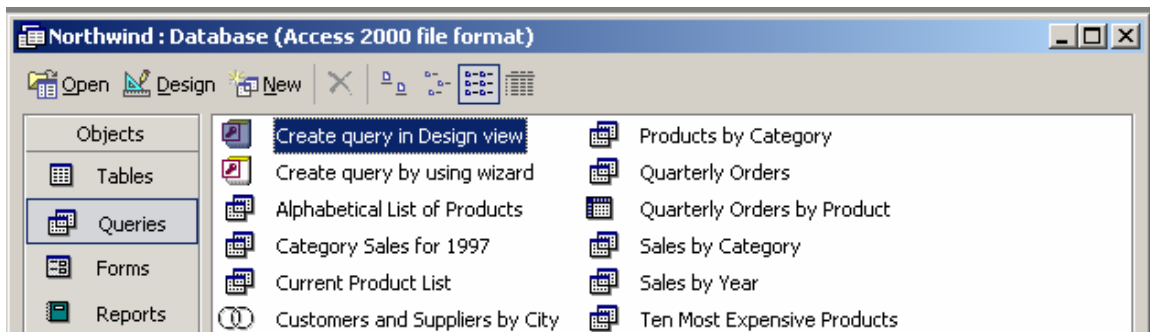 Northwind : Database (Access 2000 file format)
Open Design New
Objects
Tables
Queries
Forms
Reports
Create query in Design view
Create query by using wizard
Alphabetical List of Products
Category Sales for 1997
Current Product List
Customers and Suppliers by City
Products by Category
Quarterly Orders
Quarterly Orders by Product
Sales by Category
Sales by Year
Ten Most Expensive Products